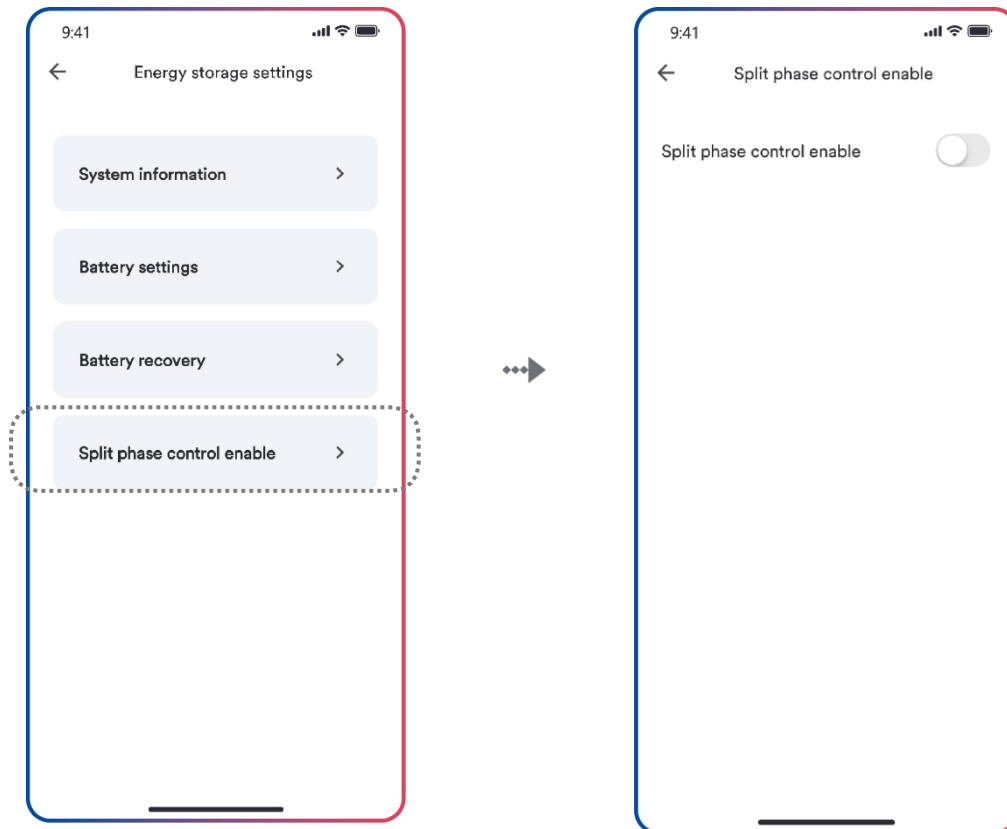 9:41
Energy storage settings
System information
Battery settings
Battery recovery
Split phase control enable
9:41
Split phase control enable
Split phase control enable